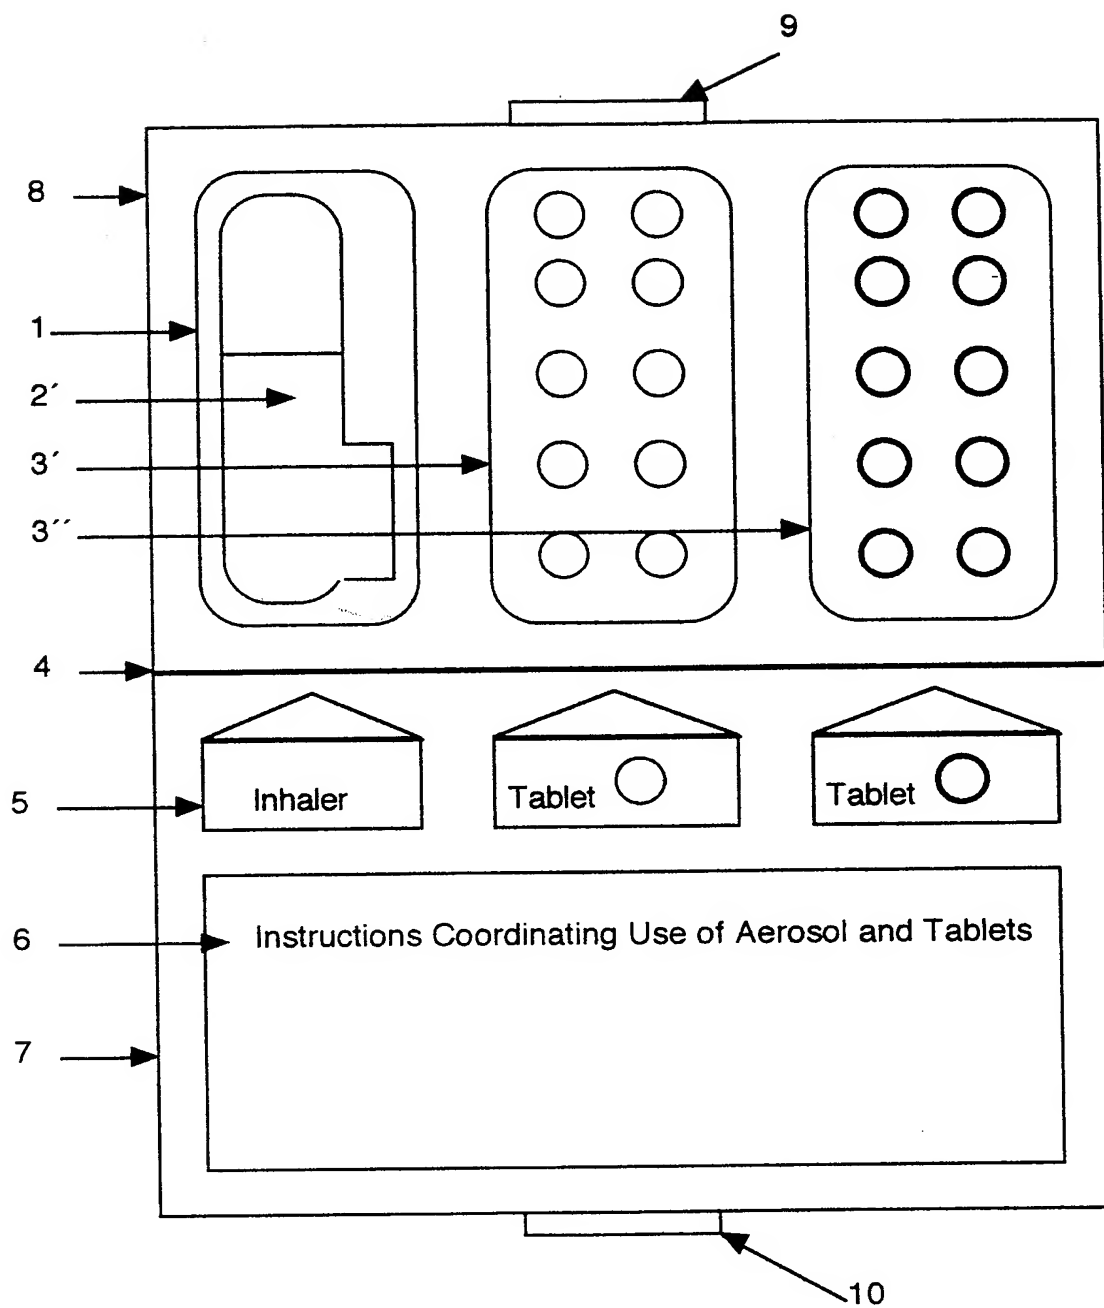 9
8
1
2´
3´
3´´
4
5
Inhaler
Tablet
Tablet
6
Instructions Coordinating Use of Aerosol and Tablets
7
10